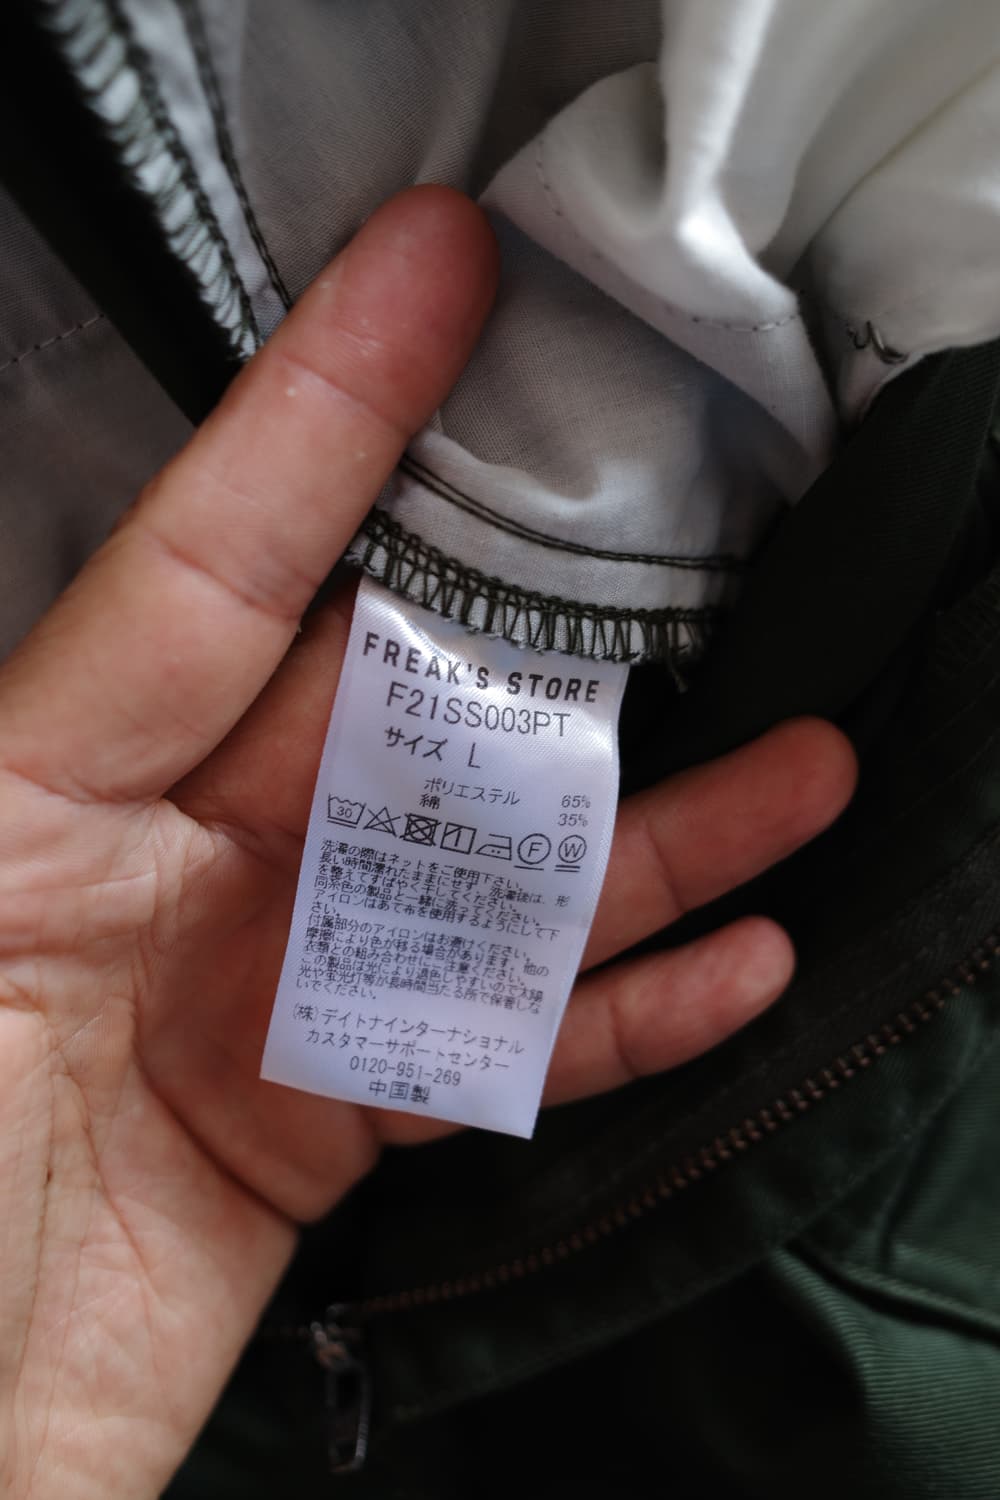 FREAK'S STORE
F21SS003PT
サイズ L
ポリエステル 65%
綿 35%
30 F W
洗濯の際はネットをご使用下さい。
長い時間濡れたままにせず、洗濯後は、形
を整えてすばやく干してください。
同系色の製品と一緒に洗ってください。
アイロンはあて布を使用するようにして下
さい。
付属部分のアイロンはお避けください。
摩擦により色が移る場合があります。他の
衣類との組み合わせにご注意ください。
この製品は光により退色しやすいので太陽
光や蛍光灯等が長時間当たる所で保管しな
いでください。
(株)デイトナインターナショナル
カスタマーサポートセンター
0120-951-269
中国製